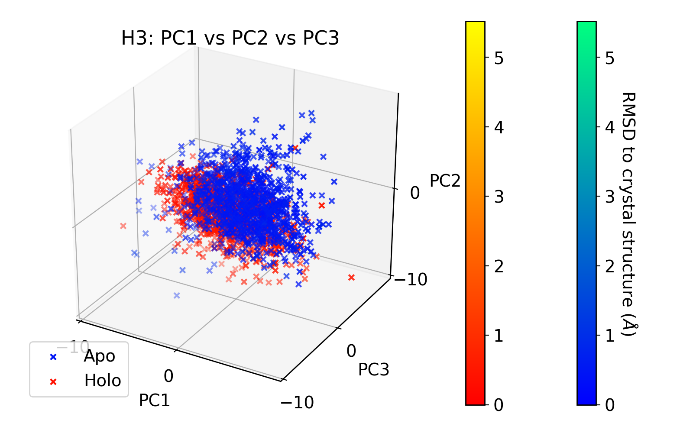 H3: PC1 vs PC2 vs PC3
0
PC2
−10
0
PC3
−10
0
PC1
−10
Apo
Holo
5
4
3
2
1
0
5
4
3
2
1
0
RMSD to crystal structure (Å)